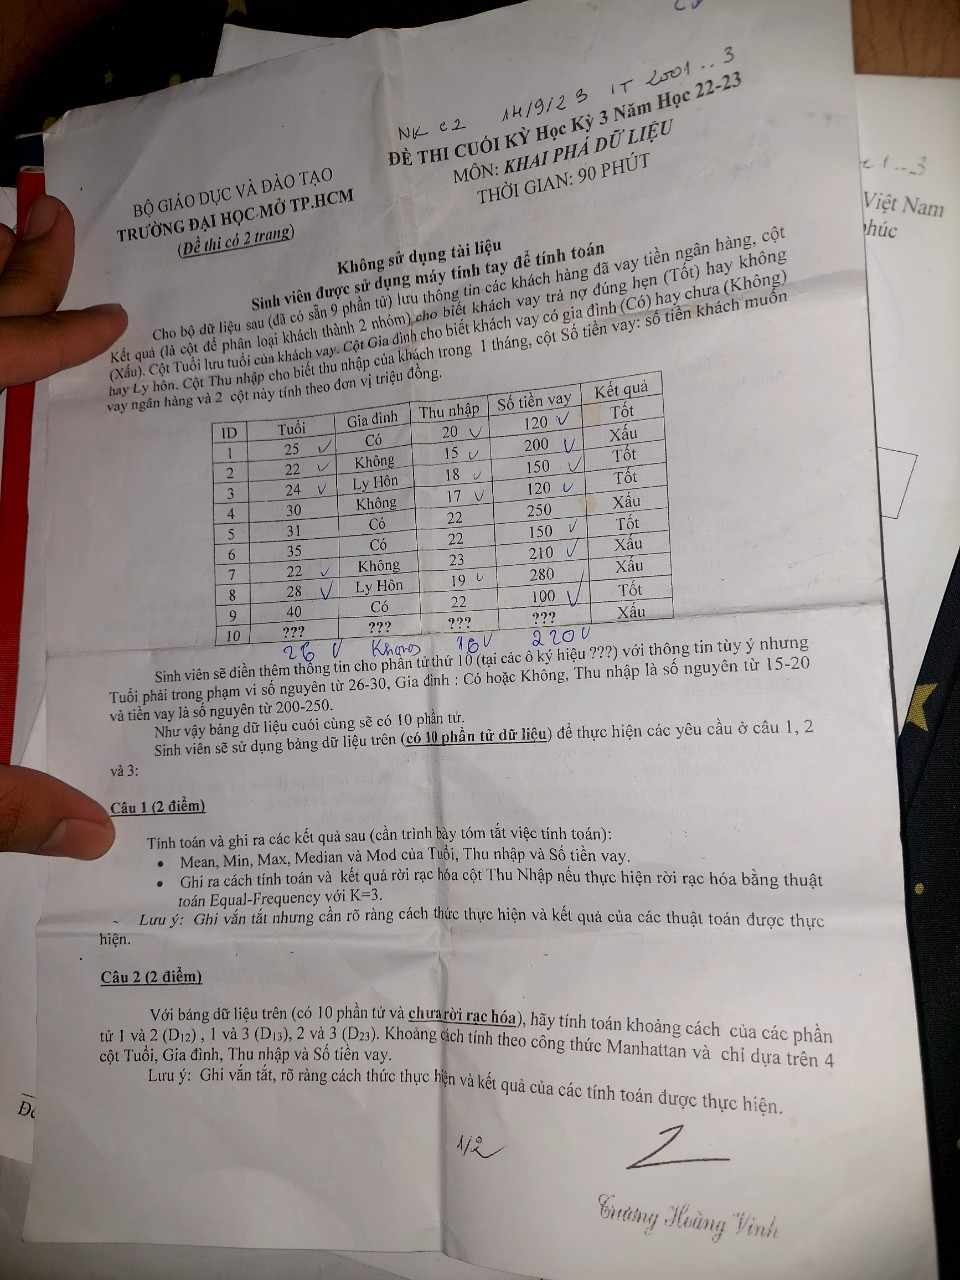 NK C2 14/9/23 IT 2001..3
ĐỀ THI CUỐI KỲ Học Kỳ 3 Năm Học 22-23
MÔN: KHAI PHÁ DỮ LIỆU
THỜI GIAN: 90 PHÚT
BỘ GIÁO DỤC VÀ ĐÀO TẠO
TRƯỜNG ĐẠI HỌC MỞ TP.HCM
(Đề thi có 2 trang)
Không sử dụng tài liệu
Sinh viên được sử dụng máy tính tay để tính toán
Cho bộ dữ liệu sau (đã có sẵn 9 phần tử) lưu thông tin các khách hàng đã vay tiền ngân hàng, cột
Kết quả (là cột để phân loại khách thành 2 nhóm) cho biết khách vay trả nợ đúng hẹn (Tốt) hay không
(Xấu). Cột Tuổi lưu tuổi của khách vay. Cột Gia đình cho biết khách vay có gia đình (Có) hay chưa (Không)
hay Ly hôn. Cột Thu nhập cho biết thu nhập của khách trong 1 tháng, cột Số tiền vay: số tiền khách muốn
vay ngân hàng và 2 cột này tính theo đơn vị triệu đồng.
ID Tuổi Gia đình Thu nhập Số tiền vay Kết quả
1 25 Có 20 120 Tốt
2 22 Không 15 200 Xấu
3 24 Ly Hôn 18 150 Tốt
4 30 Không 17 120 Tốt
5 31 Có 22 250 Xấu
6 35 Có 22 150 Tốt
7 22 Không 23 210 Xấu
8 28 Ly Hôn 19 280 Xấu
9 40 Có 22 100 Tốt
10 ??? ??? ??? ??? Xấu
26 Không 16 220
Sinh viên sẽ điền thêm thông tin cho phần tử thứ 10 (tại các ô ký hiệu ???) với thông tin tùy ý nhưng
Tuổi phải trong phạm vi số nguyên từ 26-30, Gia đình : Có hoặc Không, Thu nhập là số nguyên từ 15-20
và tiền vay là số nguyên từ 200-250.
Như vậy bảng dữ liệu cuối cùng sẽ có 10 phần tử.
Sinh viên sẽ sử dụng bảng dữ liệu trên (có 10 phần tử dữ liệu) để thực hiện các yêu cầu ở câu 1, 2
và 3:
Câu 1 (2 điểm)
Tính toán và ghi ra các kết quả sau (cần trình bày tóm tắt việc tính toán):
• Mean, Min, Max, Median và Mod của Tuổi, Thu nhập và Số tiền vay.
• Ghi ra cách tính toán và kết quả rời rạc hóa cột Thu Nhập nếu thực hiện rời rạc hóa bằng thuật
toán Equal-Frequency với K=3.
Lưu ý: Ghi vắn tắt nhưng cần rõ ràng cách thức thực hiện và kết quả của các thuật toán được thực
hiện.
Câu 2 (2 điểm)
Với bảng dữ liệu trên (có 10 phần tử và chưa rời rạc hóa), hãy tính toán khoảng cách của các phần
tử 1 và 2 (D12) , 1 và 3 (D13), 2 và 3 (D23). Khoảng cách tính theo công thức Manhattan và chỉ dựa trên 4
cột Tuổi, Gia đình, Thu nhập và Số tiền vay.
Lưu ý: Ghi vắn tắt, rõ ràng cách thức thực hiện và kết quả của các tính toán được thực hiện.
1/2
Trương Hoàng Vinh
Việt Nam
phúc